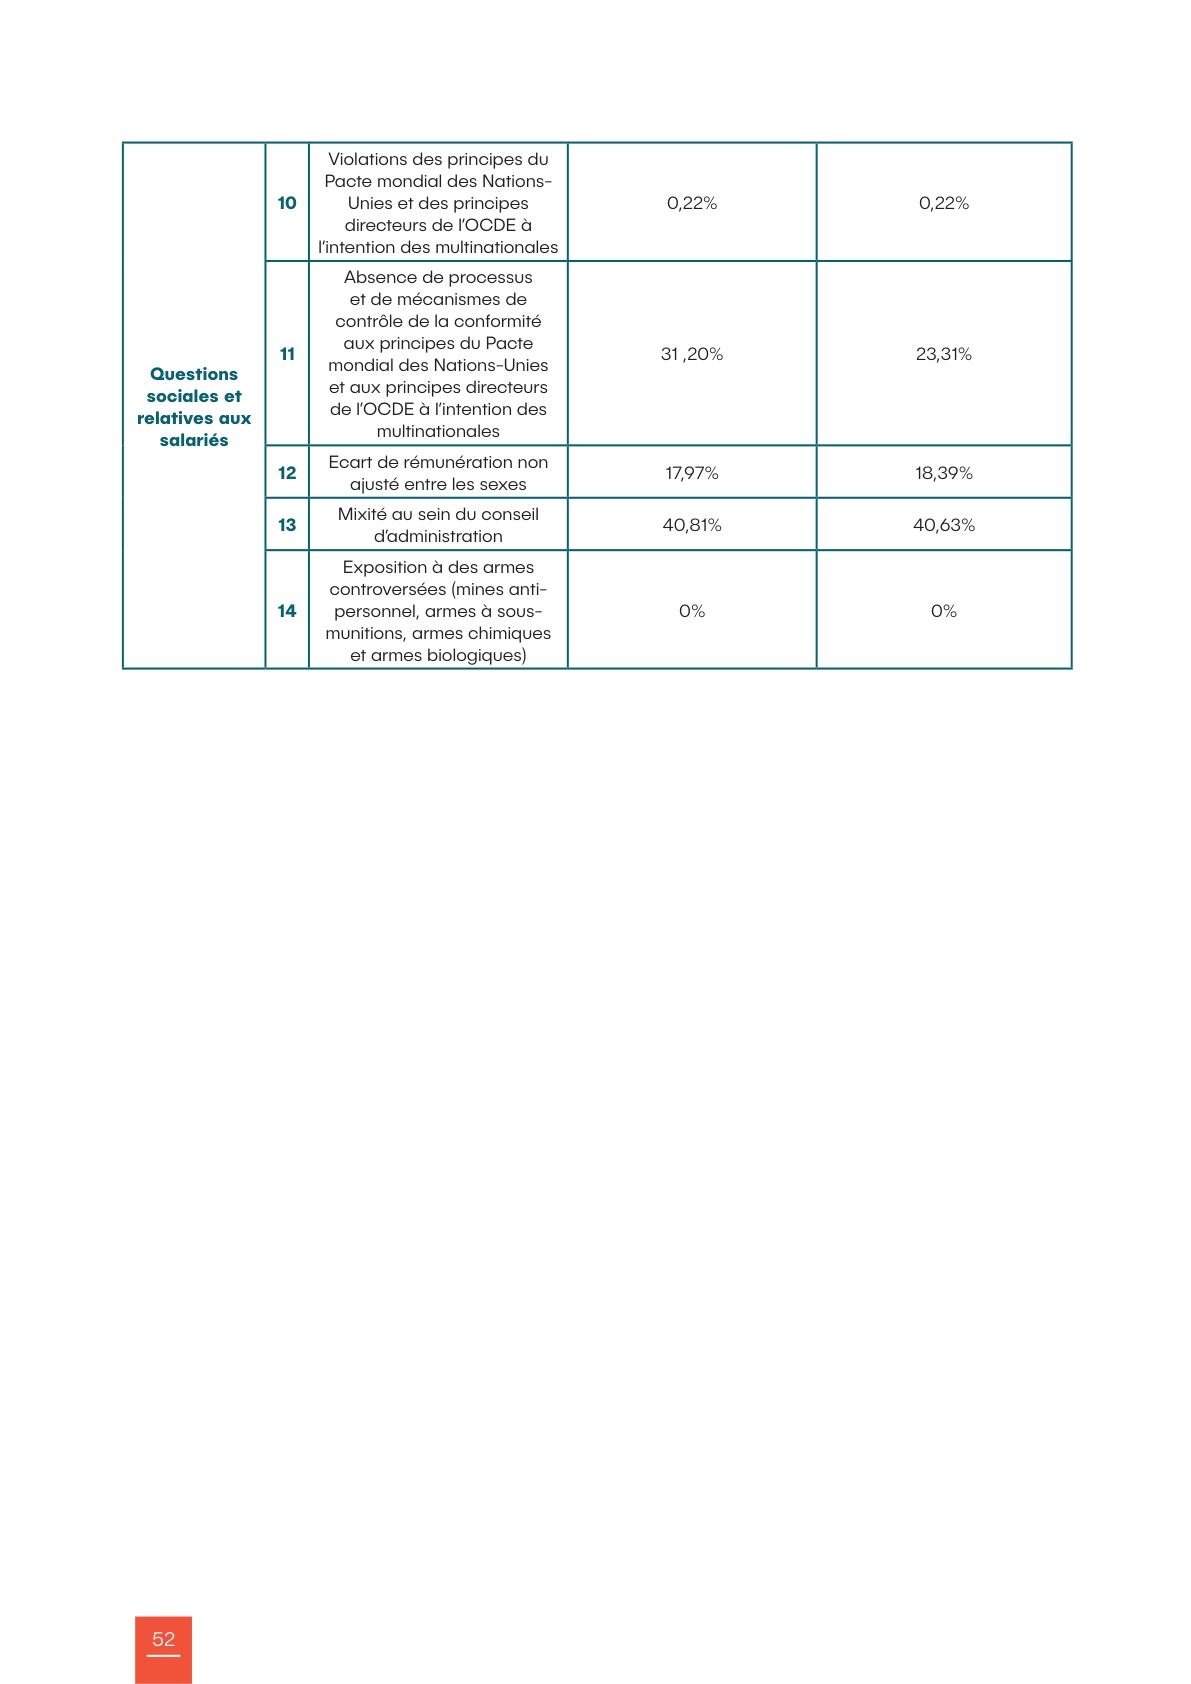 Questions
sociales et
relatives aux
salariés
10
Violations des principes du
Pacte mondial des Nations-
Unies et des principes
directeurs de l’OCDE à
l’intention des multinationales
0,22%
0,22%
11
Absence de processus
et de mécanismes de
contrôle de la conformité
aux principes du Pacte
mondial des Nations-Unies
et aux principes directeurs
de l’OCDE à l’intention des
multinationales
31 ,20%
23,31%
12
Ecart de rémunération non
ajusté entre les sexes
17,97%
18,39%
13
Mixité au sein du conseil
d’administration
40,81%
40,63%
14
Exposition à des armes
controversées (mines anti-
personnel, armes à sous-
munitions, armes chimiques
et armes biologiques)
0%
0%
52